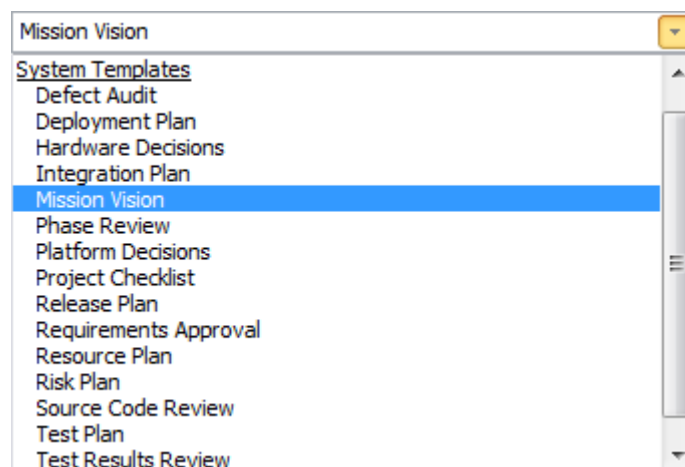 Mission Vision
System Templates
Defect Audit
Deployment Plan
Hardware Decisions
Integration Plan
Mission Vision
Phase Review
Platform Decisions
Project Checklist
Release Plan
Requirements Approval
Resource Plan
Risk Plan
Source Code Review
Test Plan
Test Results Review